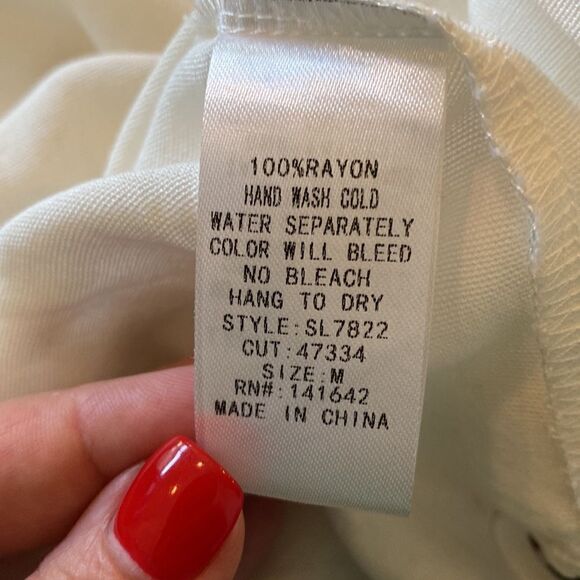 100%RAYON
HAND WASH COLD
WATER SEPARATELY
COLOR WILL BLEED
NO BLEACH
HANG TO DRY
STYLE:SL7822
CUT:47334
SIZE:M
RN#:141642
MADE IN CHINA